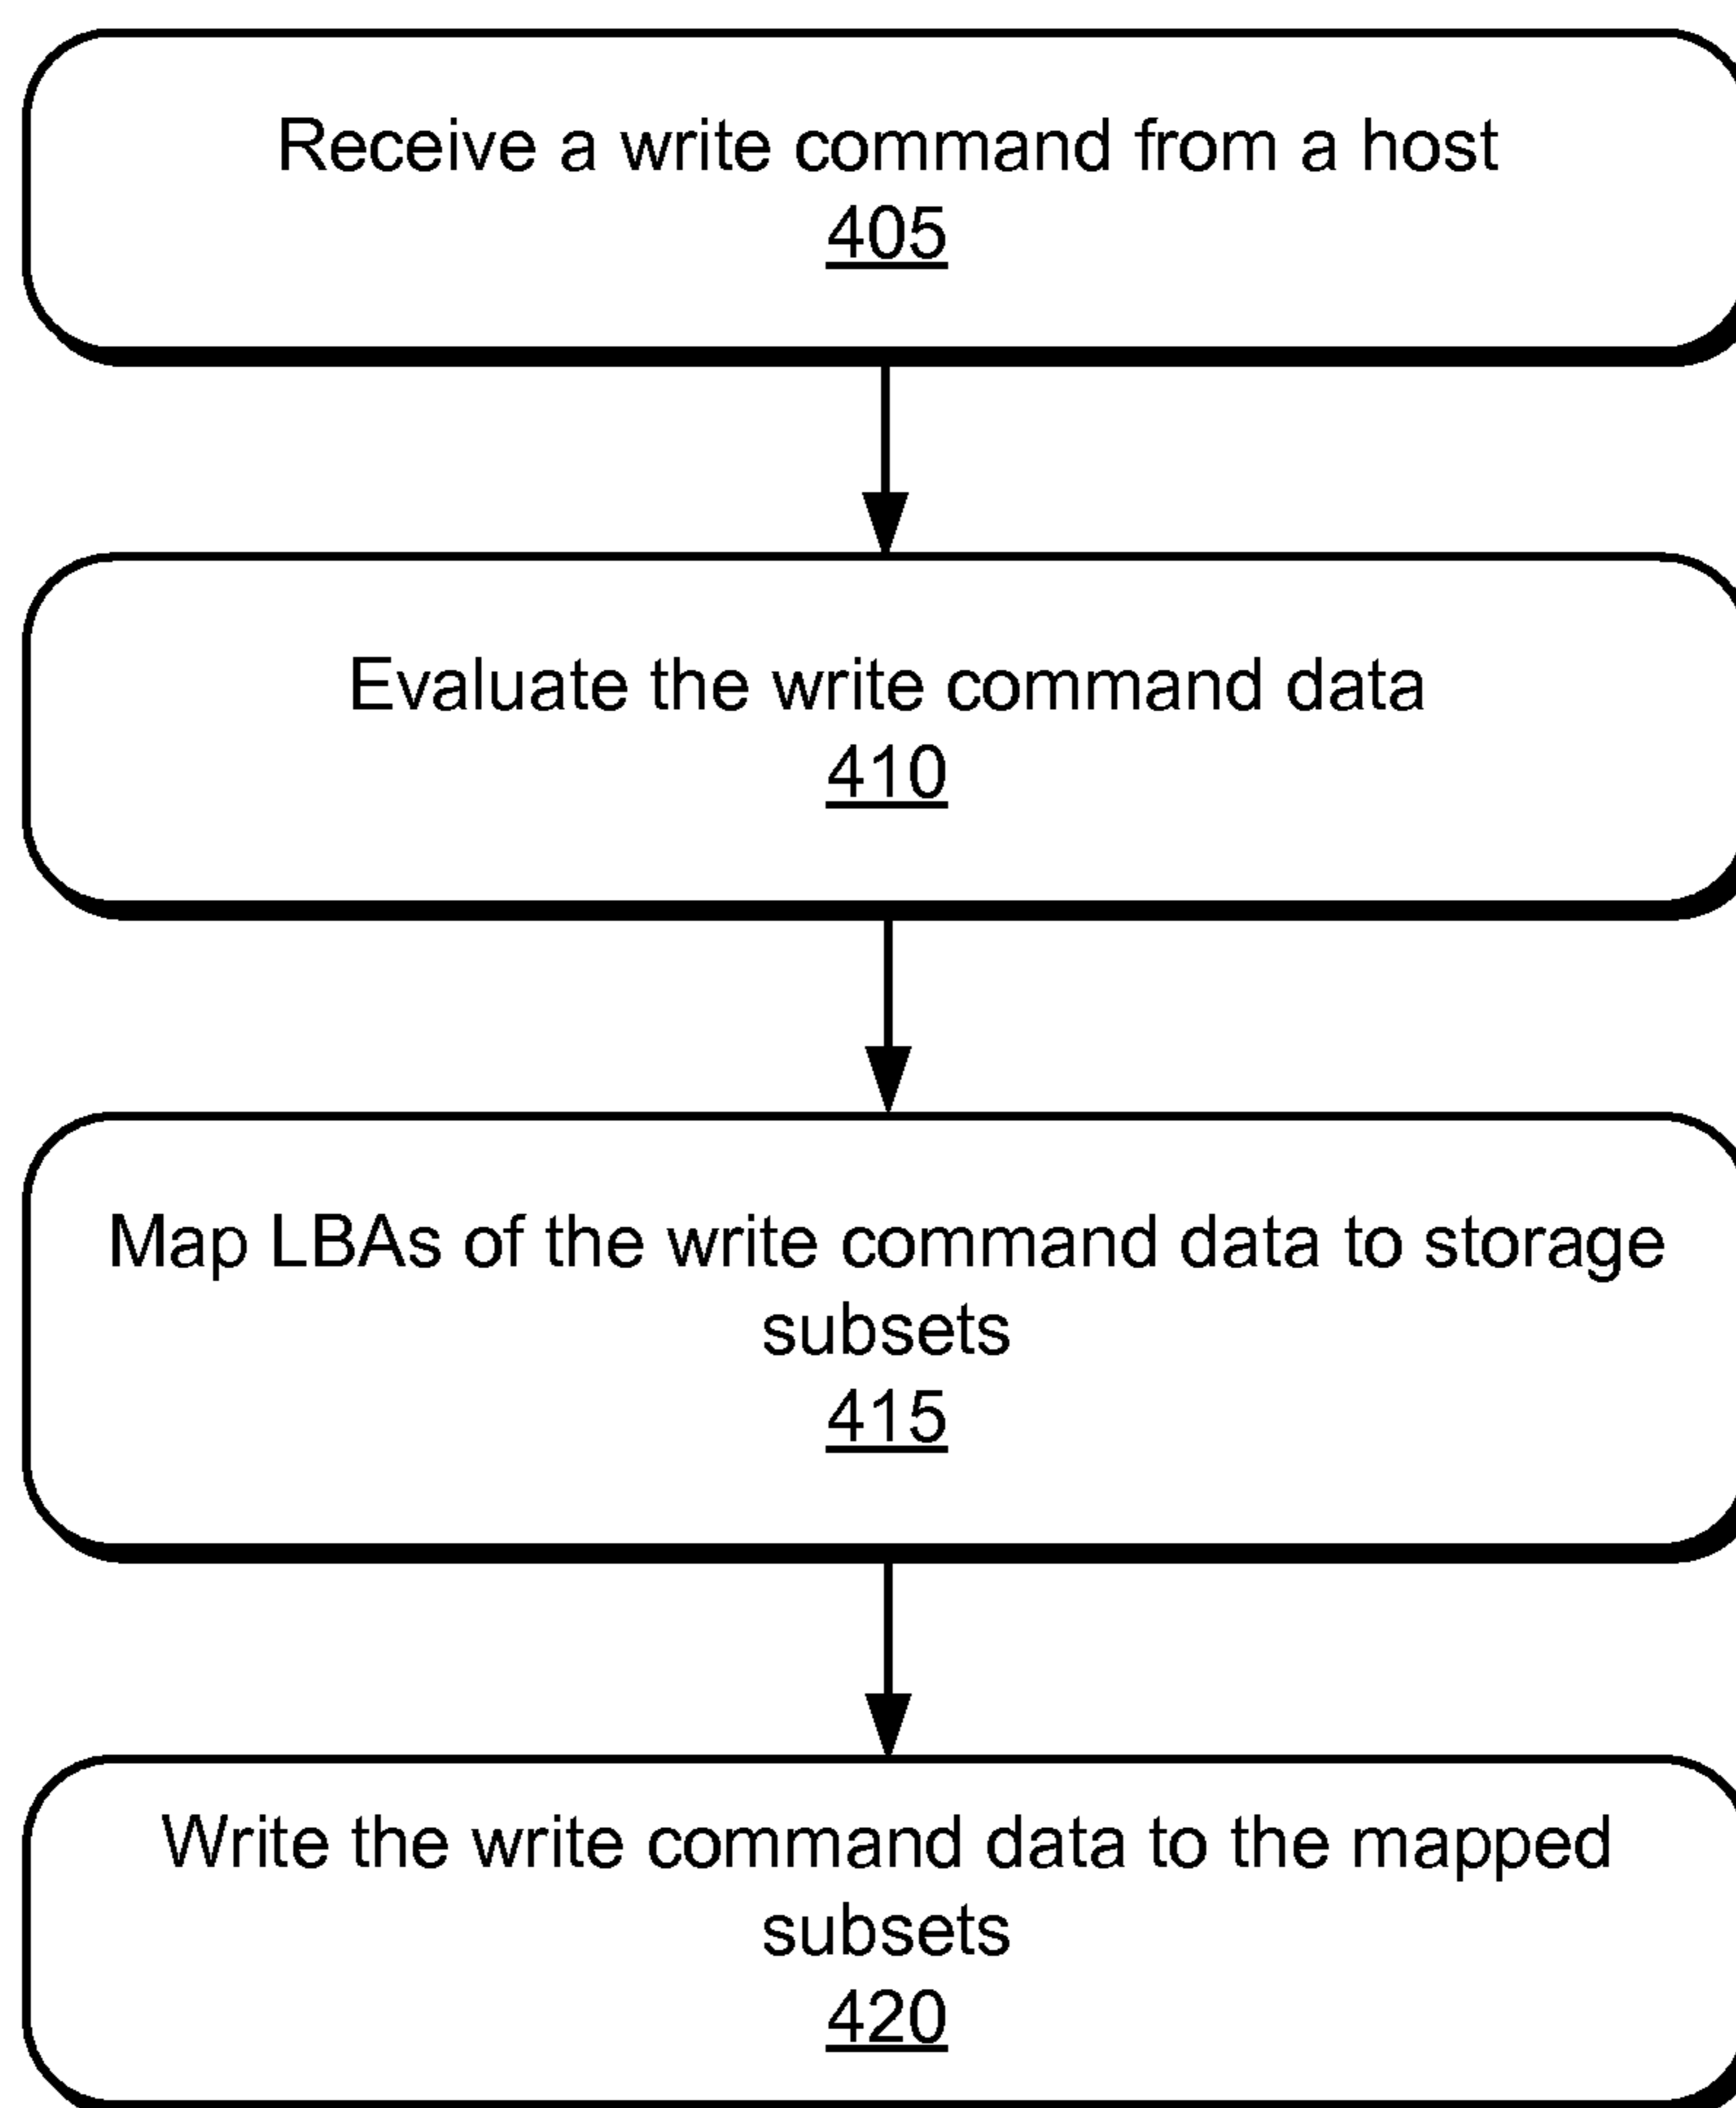 Receive a write command from a host
405
Evaluate the write command data
410
Map LBAs of the write command data to storage
subsets
415
Write the write command data to the mapped
subsets
420